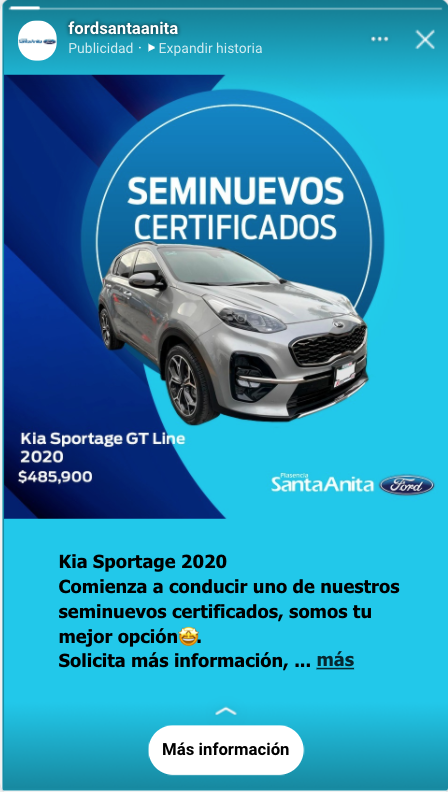 fordsantaanita
Publicidad · Expandir historia
SEMINUEVOS
CERTIFICADOS
Kia Sportage GT Line
2020
$485,900
Plasencia
SantaAnita Ford
Kia Sportage 2020
Comienza a conducir uno de nuestros
seminuevos certificados, somos tu
mejor opción🤩.
Solicita más información, ... más
Más información